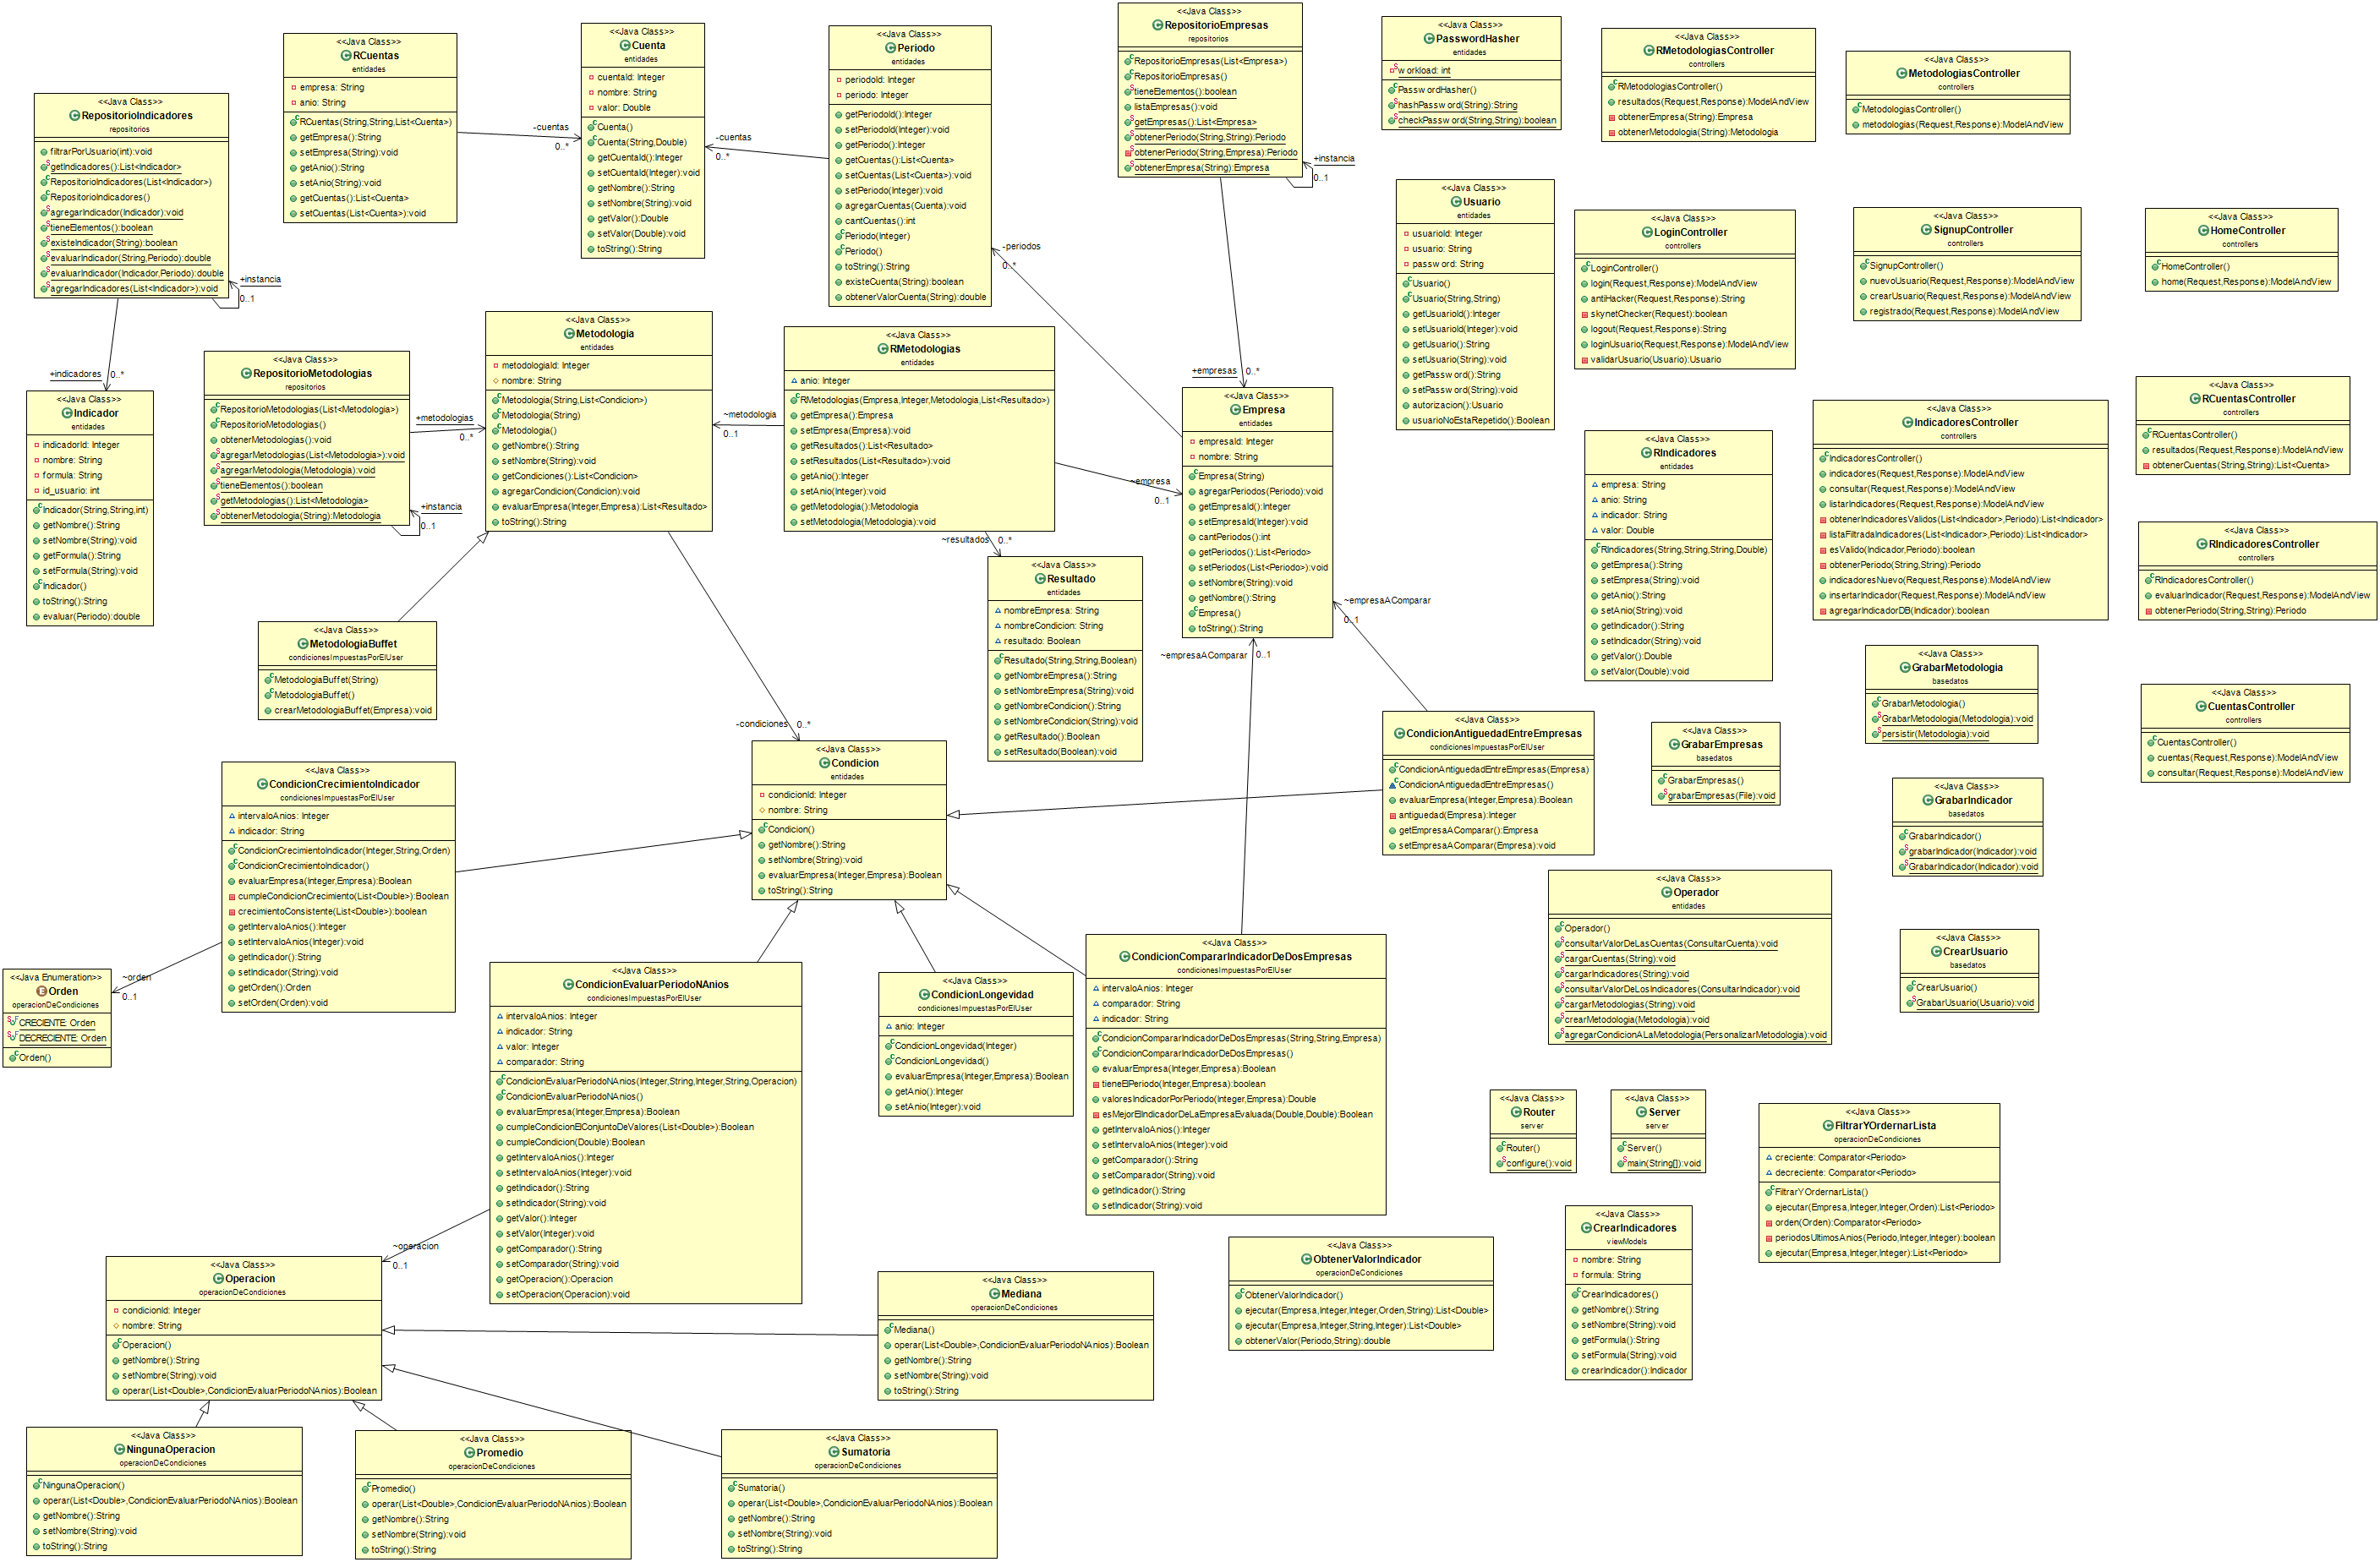 <<Java Class>>
RepositorioIndicadores
repositorios
filtrarPorUsuario(int):void
getIndicadores():List<Indicador>
RepositorioIndicadores(List<Indicador>)
RepositorioIndicadores()
agregarIndicador(Indicador):void
tieneElementos():boolean
existeIndicador(String):boolean
evaluarIndicador(String,Periodo):double
evaluarIndicador(Indicador,Periodo):double
agregarIndicadores(List<Indicador>):void
+instancia
0..1
+indicadores
0..*
<<Java Class>>
RCuentas
entidades
empresa: String
anio: String
RCuentas(String,String,List<Cuenta>)
getEmpresa():String
setEmpresa(String):void
getAnio():String
setAnio(String):void
getCuentas():List<Cuenta>
setCuentas(List<Cuenta>):void
-cuentas
0..*
<<Java Class>>
Cuenta
entidades
cuentaId: Integer
nombre: String
valor: Double
Cuenta()
Cuenta(String,Double)
getCuentaId():Integer
setCuentaId(Integer):void
getNombre():String
setNombre(String):void
getValor():Double
setValor(Double):void
toString():String
-cuentas
0..*
<<Java Class>>
Periodo
entidades
periodoId: Integer
periodo: Integer
getPeriodoId():Integer
setPeriodoId(Integer):void
getPeriodo():Integer
getCuentas():List<Cuenta>
setCuentas(List<Cuenta>):void
setPeriodo(Integer):void
agregarCuentas(Cuenta):void
cantCuentas():int
Periodo(Integer)
Periodo()
toString():String
existeCuenta(String):boolean
obtenerValorCuenta(String):double
-periodos
0..*
<<Java Class>>
RepositorioEmpresas
repositorios
RepositorioEmpresas(List<Empresa>)
RepositorioEmpresas()
tieneElementos():boolean
listaEmpresas():void
getEmpresas():List<Empresa>
obtenerPeriodo(String,String):Periodo
obtenerPeriodo(String,Empresa):Periodo
obtenerEmpresa(String):Empresa
+instancia
0..1
+empresas
0..*
<<Java Class>>
PasswordHasher
entidades
w orkload: int
Passw ordHasher()
hashPassw ord(String):String
checkPassw ord(String,String):boolean
<<Java Class>>
RMetodologiasController
controllers
RMetodologiasController()
resultados(Request,Response):ModelAndView
obtenerEmpresa(String):Empresa
obtenerMetodologia(String):Metodologia
<<Java Class>>
MetodologiasController
controllers
MetodologiasController()
metodologias(Request,Response):ModelAndView
<<Java Class>>
Usuario
entidades
usuarioId: Integer
usuario: String
passw ord: String
Usuario()
Usuario(String,String)
getUsuarioId():Integer
setUsuarioId(Integer):void
getUsuario():String
setUsuario(String):void
getPassw ord():String
setPassw ord(String):void
autorizacion():Usuario
usuarioNoEstaRepetido():Boolean
<<Java Class>>
LoginController
controllers
LoginController()
login(Request,Response):ModelAndView
antiHacker(Request,Response):String
skynetChecker(Request):boolean
logout(Request,Response):String
loginUsuario(Request,Response):ModelAndView
validarUsuario(Usuario):Usuario
<<Java Class>>
SignupController
controllers
SignupController()
nuevoUsuario(Request,Response):ModelAndView
crearUsuario(Request,Response):ModelAndView
registrado(Request,Response):ModelAndView
<<Java Class>>
HomeController
controllers
HomeController()
home(Request,Response):ModelAndView
<<Java Class>>
Indicador
entidades
indicadorId: Integer
nombre: String
formula: String
id_usuario: int
Indicador(String,String,int)
getNombre():String
setNombre(String):void
getFormula():String
setFormula(String):void
Indicador()
toString():String
evaluar(Periodo):double
<<Java Class>>
RepositorioMetodologias
repositorios
RepositorioMetodologias(List<Metodologia>)
RepositorioMetodologias()
obtenerMetodologias():void
agregarMetodologias(List<Metodologia>):void
agregarMetodologia(Metodologia):void
tieneElementos():boolean
getMetodologias():List<Metodologia>
obtenerMetodologia(String):Metodologia
+metodologias
0..*
+instancia
0..1
<<Java Class>>
Metodologia
entidades
metodologiaId: Integer
nombre: String
Metodologia(String,List<Condicion>)
Metodologia(String)
Metodologia()
getNombre():String
setNombre(String):void
getCondiciones():List<Condicion>
agregarCondicion(Condicion):void
evaluarEmpresa(Integer,Empresa):List<Resultado>
toString():String
~metodologia
0..1
<<Java Class>>
RMetodologias
entidades
anio: Integer
RMetodologias(Empresa,Integer,Metodologia,List<Resultado>)
getEmpresa():Empresa
setEmpresa(Empresa):void
getResultados():List<Resultado>
setResultados(List<Resultado>):void
getAnio():Integer
setAnio(Integer):void
getMetodologia():Metodologia
setMetodologia(Metodologia):void
~empresa
0..1
~resultados
0..*
<<Java Class>>
Empresa
entidades
empresaId: Integer
nombre: String
Empresa(String)
agregarPeriodos(Periodo):void
getEmpresaId():Integer
setEmpresaId(Integer):void
cantPeriodos():int
getPeriodos():List<Periodo>
setPeriodos(List<Periodo>):void
setNombre(String):void
getNombre():String
Empresa()
toString():String
~empresaAComparar
0..1
~empresaAComparar
0..1
<<Java Class>>
RIndicadores
entidades
empresa: String
anio: String
indicador: String
valor: Double
RIndicadores(String,String,String,Double)
getEmpresa():String
setEmpresa(String):void
getAnio():String
setAnio(String):void
getIndicador():String
setIndicador(String):void
getValor():Double
setValor(Double):void
<<Java Class>>
IndicadoresController
controllers
IndicadoresController()
indicadores(Request,Response):ModelAndView
consultar(Request,Response):ModelAndView
listarIndicadores(Request,Response):ModelAndView
obtenerIndicadoresValidos(List<Indicador>,Periodo):List<Indicador>
listaFiltradaIndicadores(List<Indicador>,Periodo):List<Indicador>
esValido(Indicador,Periodo):boolean
obtenerPeriodo(String,String):Periodo
indicadoresNuevo(Request,Response):ModelAndView
insertarIndicador(Request,Response):ModelAndView
agregarIndicadorDB(Indicador):boolean
<<Java Class>>
RCuentasController
controllers
RCuentasController()
resultados(Request,Response):ModelAndView
obtenerCuentas(String,String):List<Cuenta>
<<Java Class>>
RIndicadoresController
controllers
RIndicadoresController()
evaluarIndicador(Request,Response):ModelAndView
obtenerPeriodo(String,String):Periodo
<<Java Class>>
MetodologiaBuffet
condicionesImpuestasPorElUser
MetodologiaBuffet(String)
MetodologiaBuffet()
crearMetodologiaBuffet(Empresa):void
<<Java Class>>
Resultado
entidades
nombreEmpresa: String
nombreCondicion: String
resultado: Boolean
Resultado(String,String,Boolean)
getNombreEmpresa():String
setNombreEmpresa(String):void
getNombreCondicion():String
setNombreCondicion(String):void
getResultado():Boolean
setResultado(Boolean):void
<<Java Class>>
GrabarMetodologia
basedatos
GrabarMetodologia()
GrabarMetodologia(Metodologia):void
persistir(Metodologia):void
<<Java Class>>
CuentasController
controllers
CuentasController()
cuentas(Request,Response):ModelAndView
consultar(Request,Response):ModelAndView
-condiciones
0..*
<<Java Class>>
Condicion
entidades
condicionId: Integer
nombre: String
Condicion()
getNombre():String
setNombre(String):void
evaluarEmpresa(Integer,Empresa):Boolean
toString():String
<<Java Class>>
CondicionAntiguedadEntreEmpresas
condicionesImpuestasPorElUser
CondicionAntiguedadEntreEmpresas(Empresa)
CondicionAntiguedadEntreEmpresas()
evaluarEmpresa(Integer,Empresa):Boolean
antiguedad(Empresa):Integer
getEmpresaAComparar():Empresa
setEmpresaAComparar(Empresa):void
<<Java Class>>
GrabarEmpresas
basedatos
GrabarEmpresas()
grabarEmpresas(File):void
<<Java Class>>
GrabarIndicador
basedatos
GrabarIndicador()
grabarIndicador(Indicador):void
GrabarIndicador(Indicador):void
<<Java Class>>
CondicionCrecimientoIndicador
condicionesImpuestasPorElUser
intervaloAnios: Integer
indicador: String
CondicionCrecimientoIndicador(Integer,String,Orden)
CondicionCrecimientoIndicador()
evaluarEmpresa(Integer,Empresa):Boolean
cumpleCondicionCrecimiento(List<Double>):Boolean
crecimientoConsistente(List<Double>):boolean
getIntervaloAnios():Integer
setIntervaloAnios(Integer):void
getIndicador():String
setIndicador(String):void
getOrden():Orden
setOrden(Orden):void
~orden
0..1
<<Java Enumeration>>
Orden
operacionDeCondiciones
CRECIENTE: Orden
DECRECIENTE: Orden
Orden()
<<Java Class>>
CondicionEvaluarPeriodoNAnios
condicionesImpuestasPorElUser
intervaloAnios: Integer
indicador: String
valor: Integer
comparador: String
CondicionEvaluarPeriodoNAnios(Integer,String,Integer,String,Operacion)
CondicionEvaluarPeriodoNAnios()
evaluarEmpresa(Integer,Empresa):Boolean
cumpleCondicionElConjuntoDeValores(List<Double>):Boolean
cumpleCondicion(Double):Boolean
getIntervaloAnios():Integer
setIntervaloAnios(Integer):void
getIndicador():String
setIndicador(String):void
getValor():Integer
setValor(Integer):void
getComparador():String
setComparador(String):void
getOperacion():Operacion
setOperacion(Operacion):void
~operacion
0..1
<<Java Class>>
CondicionLongevidad
condicionesImpuestasPorElUser
anio: Integer
CondicionLongevidad(Integer)
CondicionLongevidad()
evaluarEmpresa(Integer,Empresa):Boolean
getAnio():Integer
setAnio(Integer):void
<<Java Class>>
CondicionCompararIndicadorDeDosEmpresas
condicionesImpuestasPorElUser
intervaloAnios: Integer
comparador: String
indicador: String
CondicionCompararIndicadorDeDosEmpresas(String,String,Empresa)
CondicionCompararIndicadorDeDosEmpresas()
evaluarEmpresa(Integer,Empresa):Boolean
tieneElPeriodo(Integer,Empresa):boolean
valoresIndicadorPorPeriodo(Integer,Empresa):Double
esMejorElIndicadorDeLaEmpresaEvaluada(Double,Double):Boolean
getIntervaloAnios():Integer
setIntervaloAnios(Integer):void
getComparador():String
setComparador(String):void
getIndicador():String
setIndicador(String):void
<<Java Class>>
Operador
entidades
Operador()
consultarValorDeLasCuentas(ConsultarCuenta):void
cargarCuentas(String):void
cargarIndicadores(String):void
consultarValorDeLosIndicadores(ConsultarIndicador):void
cargarMetodologias(String):void
crearMetodologia(Metodologia):void
agregarCondicionALaMetodologia(PersonalizarMetodologia):void
<<Java Class>>
CrearUsuario
basedatos
CrearUsuario()
GrabarUsuario(Usuario):void
<<Java Class>>
Router
server
Router()
configure():void
<<Java Class>>
Server
server
Server()
main(String[]):void
<<Java Class>>
FiltrarYOrdernarLista
operacionDeCondiciones
creciente: Comparator<Periodo>
decreciente: Comparator<Periodo>
FiltrarYOrdernarLista()
ejecutar(Empresa,Integer,Integer,Orden):List<Periodo>
orden(Orden):Comparator<Periodo>
periodosUltimosAnios(Periodo,Integer,Integer):boolean
ejecutar(Empresa,Integer,Integer):List<Periodo>
<<Java Class>>
Operacion
operacionDeCondiciones
condicionId: Integer
nombre: String
Operacion()
getNombre():String
setNombre(String):void
operar(List<Double>,CondicionEvaluarPeriodoNAnios):Boolean
<<Java Class>>
Mediana
operacionDeCondiciones
Mediana()
operar(List<Double>,CondicionEvaluarPeriodoNAnios):Boolean
getNombre():String
setNombre(String):void
toString():String
<<Java Class>>
ObtenerValorIndicador
operacionDeCondiciones
ObtenerValorIndicador()
ejecutar(Empresa,Integer,Integer,Orden,String):List<Double>
ejecutar(Empresa,Integer,String,Integer):List<Double>
obtenerValor(Periodo,String):double
<<Java Class>>
CrearIndicadores
viewModels
nombre: String
formula: String
CrearIndicadores()
getNombre():String
setNombre(String):void
getFormula():String
setFormula(String):void
crearIndicador():Indicador
<<Java Class>>
NingunaOperacion
operacionDeCondiciones
NingunaOperacion()
operar(List<Double>,CondicionEvaluarPeriodoNAnios):Boolean
getNombre():String
setNombre(String):void
toString():String
<<Java Class>>
Promedio
operacionDeCondiciones
Promedio()
operar(List<Double>,CondicionEvaluarPeriodoNAnios):Boolean
getNombre():String
setNombre(String):void
toString():String
<<Java Class>>
Sumatoria
operacionDeCondiciones
Sumatoria()
operar(List<Double>,CondicionEvaluarPeriodoNAnios):Boolean
getNombre():String
setNombre(String):void
toString():String